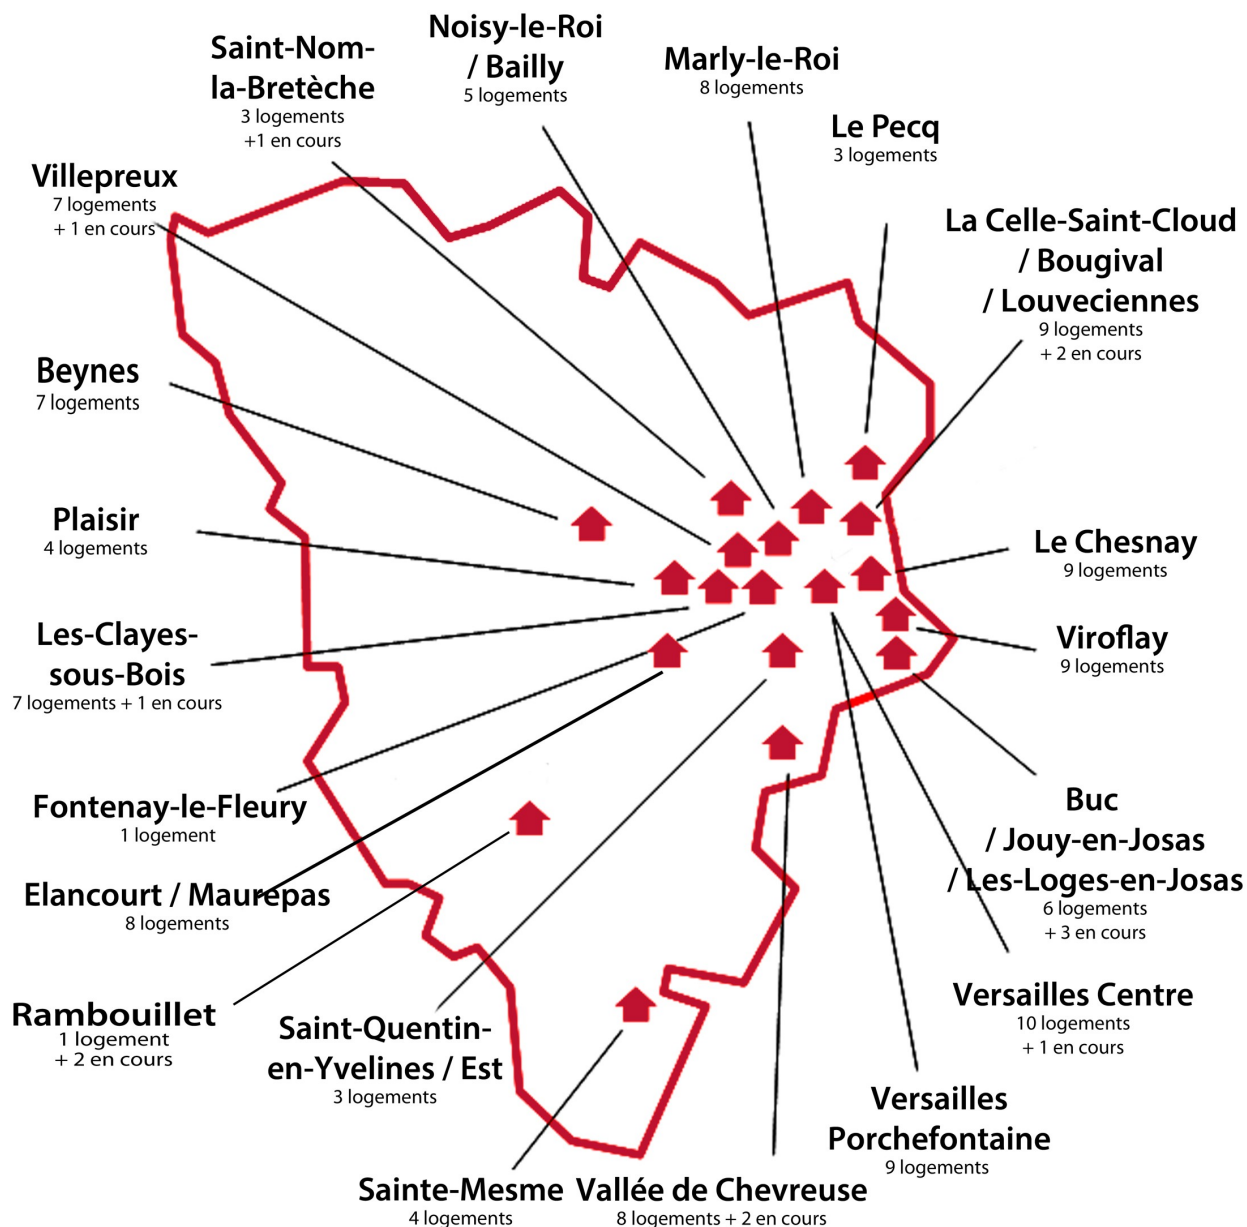 Noisy-le-Roi
/ Bailly
5 logements
Saint-Nom-
la-Bretèche
3 logements
+1 en cours
Marly-le-Roi
8 logements
Le Pecq
3 logements
Villepreux
7 logements
+ 1 en cours
La Celle-Saint-Cloud
/ Bougival
/ Louveciennes
9 logements
+ 2 en cours
Beynes
7 logements
Plaisir
4 logements
Le Chesnay
9 logements
Les-Clayes-
sous-Bois
7 logements + 1 en cours
Viroflay
9 logements
Fontenay-le-Fleury
1 logement
Buc
/ Jouy-en-Josas
/ Les-Loges-en-Josas
6 logements
+ 3 en cours
Elancourt / Maurepas
8 logements
Versailles Centre
10 logements
+ 1 en cours
Rambouillet
1 logement
+ 2 en cours
Saint-Quentin-
en-Yvelines / Est
3 logements
Versailles
Porchefontaine
9 logements
Sainte-Mesme
4 logements
Vallée de Chevreuse
8 logements + 2 en cours